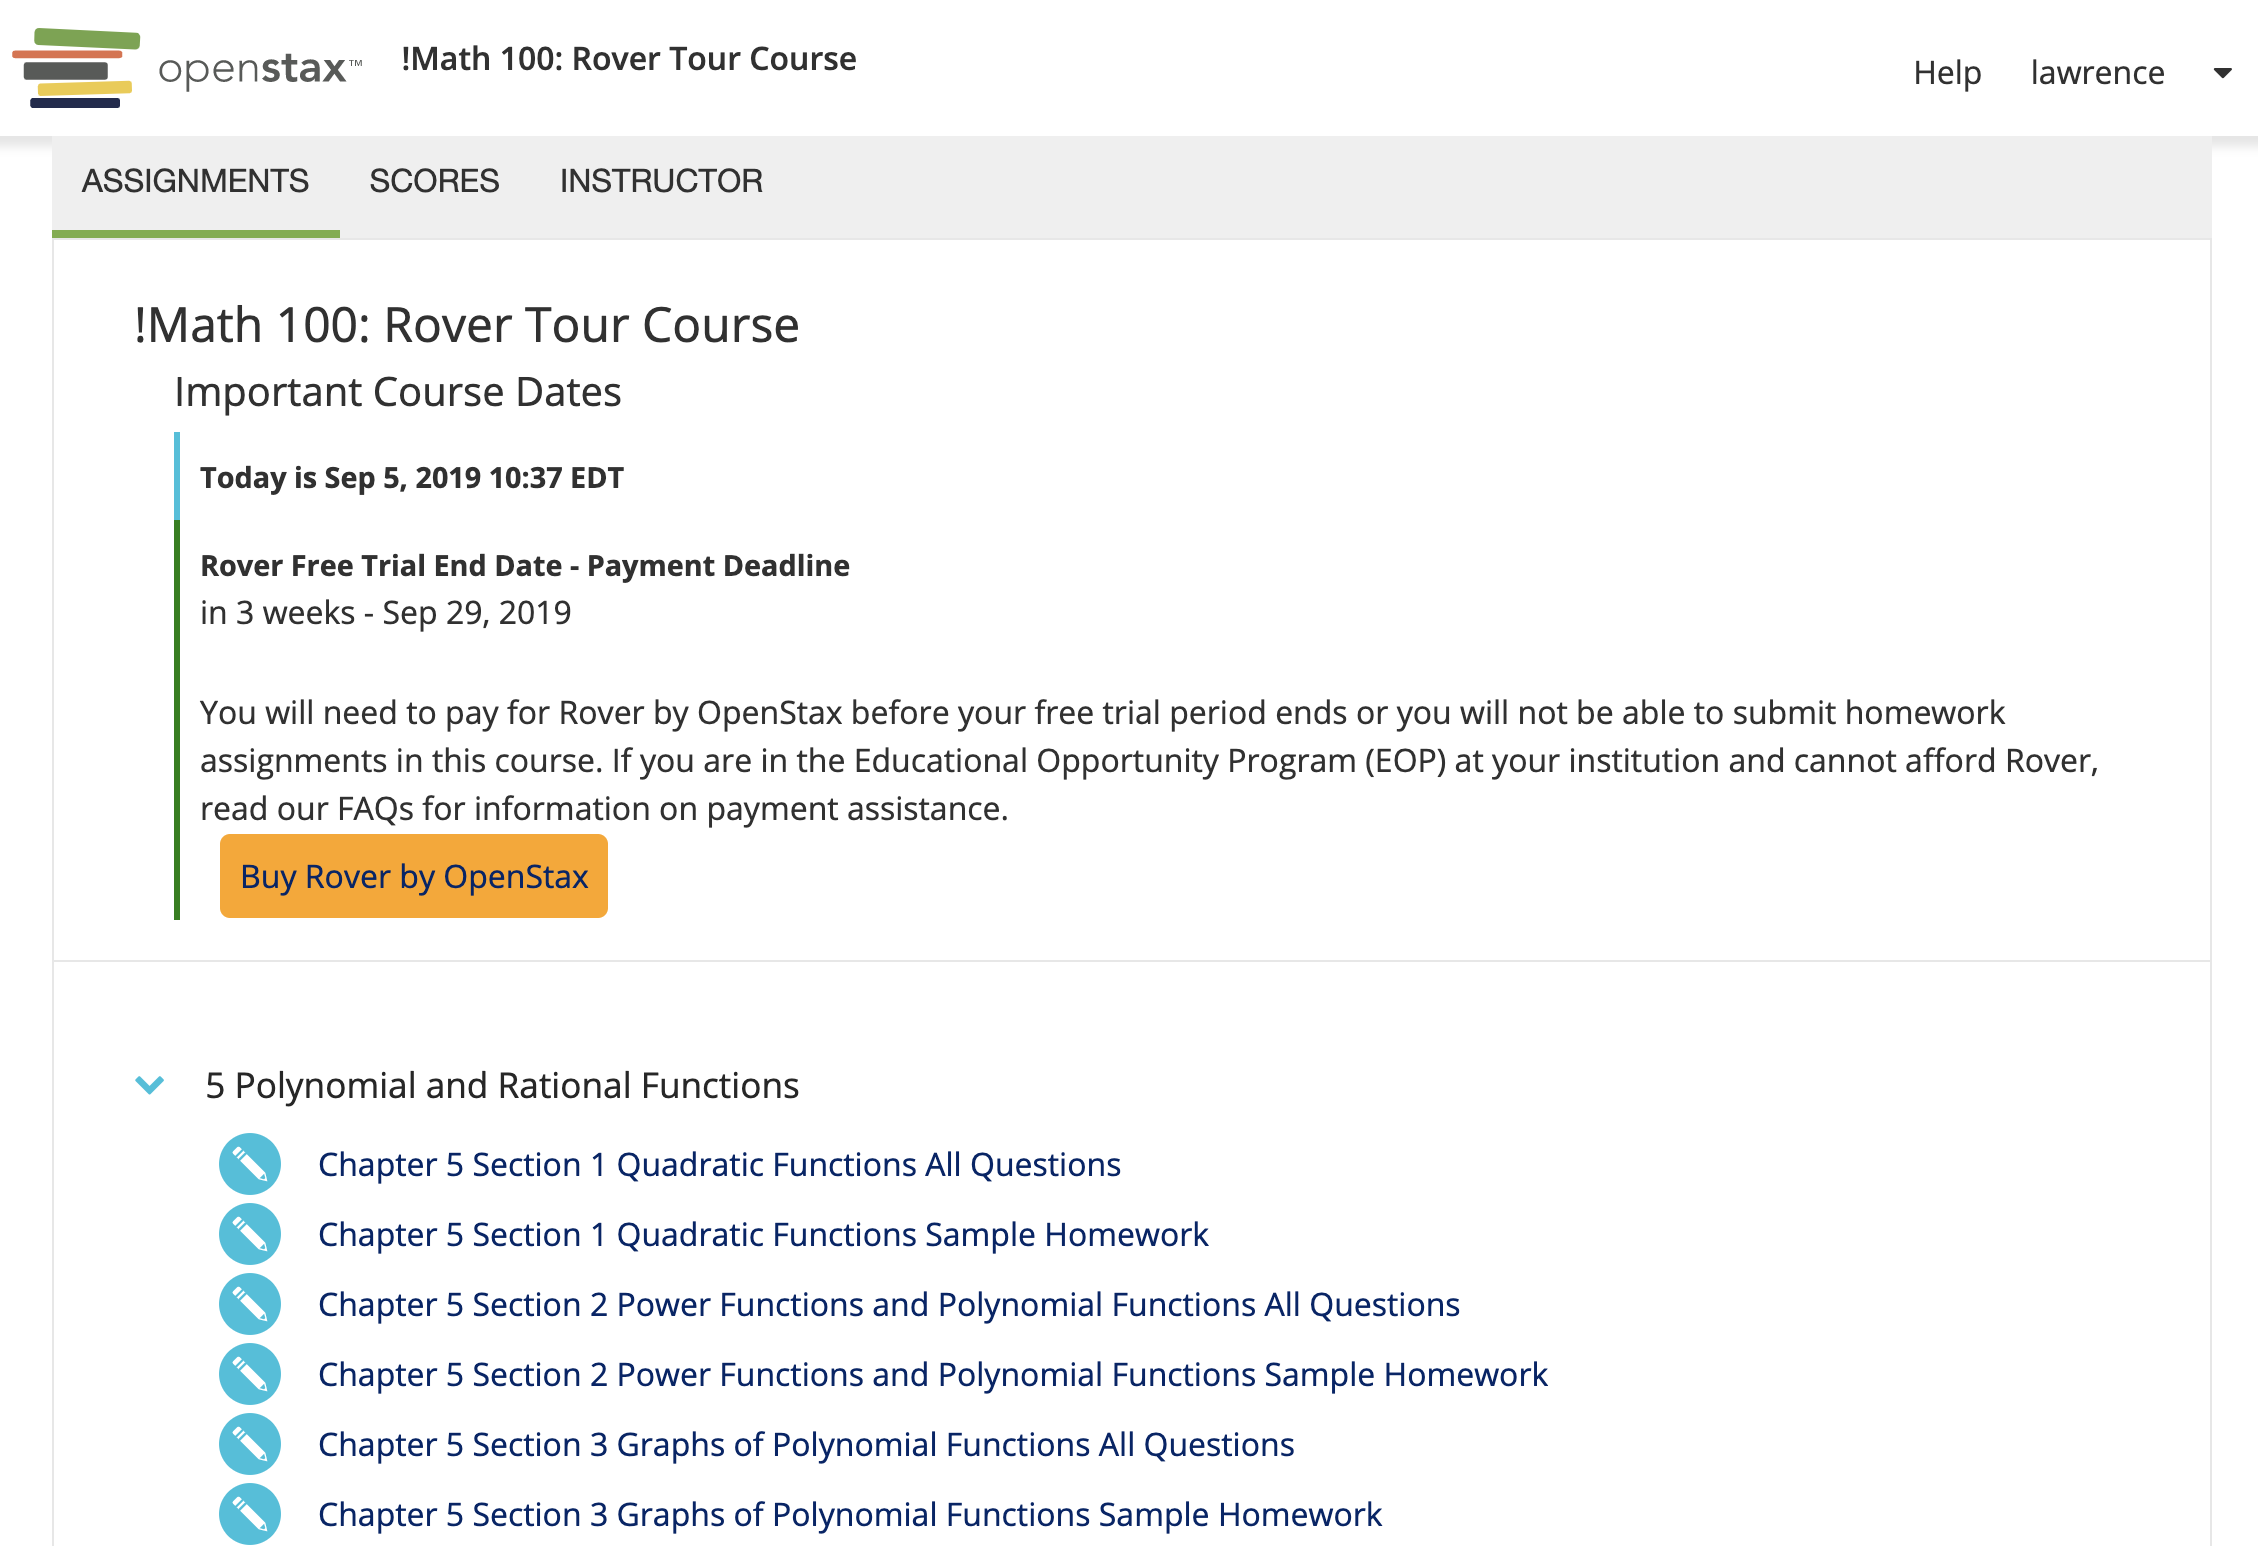 openstax™
!Math 100: Rover Tour Course
Help
lawrence
ASSIGNMENTS
SCORES
INSTRUCTOR
!Math 100: Rover Tour Course
Important Course Dates
Today is Sep 5, 2019 10:37 EDT
Rover Free Trial End Date - Payment Deadline
in 3 weeks - Sep 29, 2019
You will need to pay for Rover by OpenStax before your free trial period ends or you will not be able to submit homework
assignments in this course. If you are in the Educational Opportunity Program (EOP) at your institution and cannot afford Rover,
read our FAQs for information on payment assistance.
Buy Rover by OpenStax
5 Polynomial and Rational Functions
Chapter 5 Section 1 Quadratic Functions All Questions
Chapter 5 Section 1 Quadratic Functions Sample Homework
Chapter 5 Section 2 Power Functions and Polynomial Functions All Questions
Chapter 5 Section 2 Power Functions and Polynomial Functions Sample Homework
Chapter 5 Section 3 Graphs of Polynomial Functions All Questions
Chapter 5 Section 3 Graphs of Polynomial Functions Sample Homework